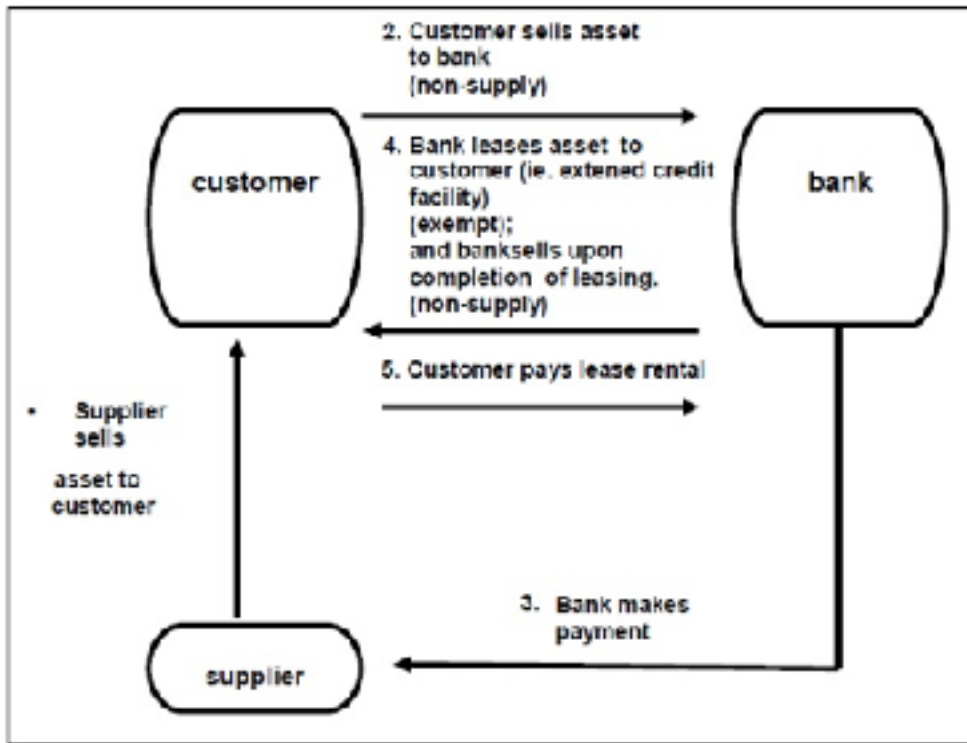 2. Customer sells asset
to bank
(non-supply)
4. Bank leases asset to
customer (ie. extened credit
facility)
(exempt);
and banksells upon
completion of leasing.
(non-supply)
customer
bank
5. Customer pays lease rental
• Supplier
sells
asset to
customer
3. Bank makes
payment
supplier